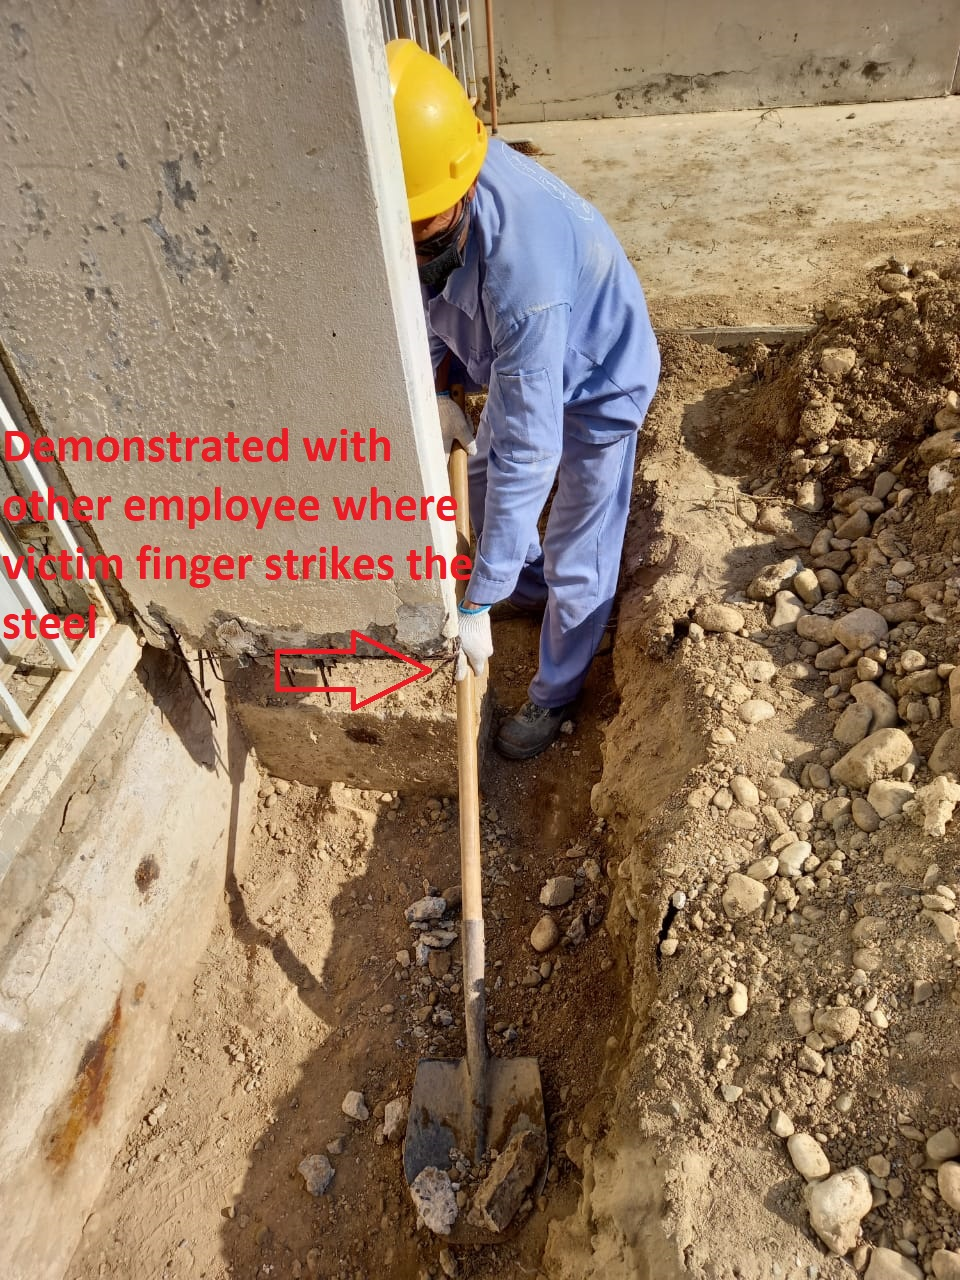 Demonstrated with
other employee where
victim finger strikes the
steel